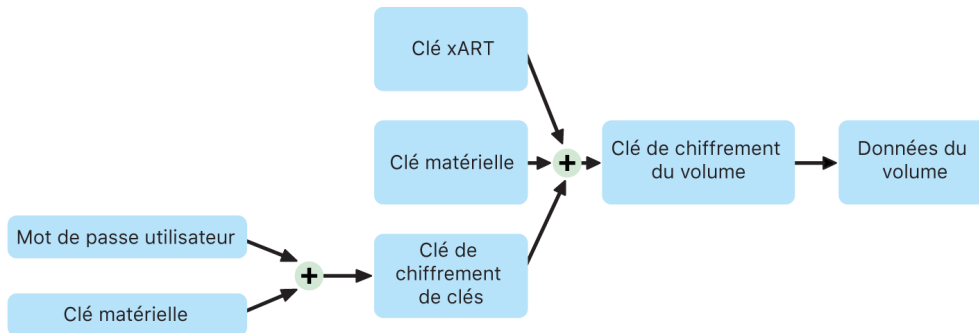 Clé xART
Clé matérielle
+
Clé de chiffrement
du volume
Données du
volume
Mot de passe utilisateur
Clé matérielle
+
Clé de
chiffrement
de clés